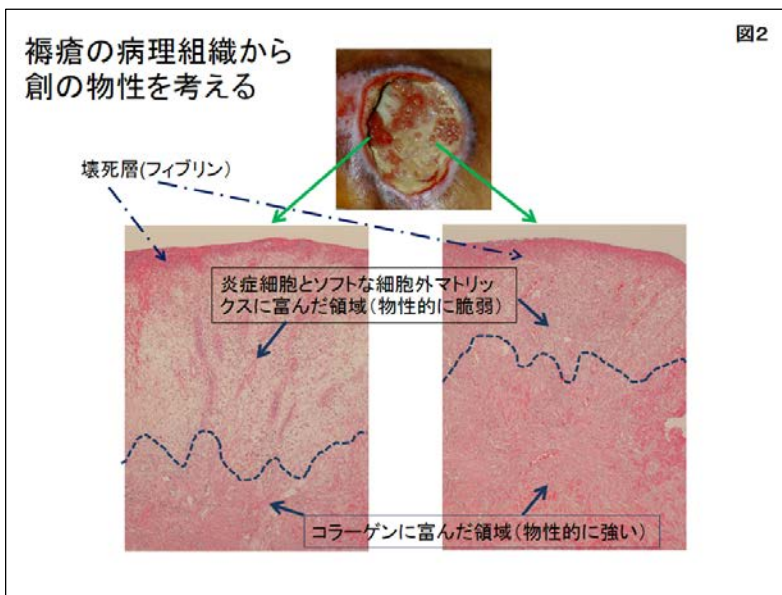 図2
褥瘡の病理組織から
創の物性を考える
壊死層(フィブリン)
炎症細胞とソフトな細胞外マトリッ
クスに富んだ領域(物性的に脆弱)
コラーゲンに富んだ領域(物性的に強い)